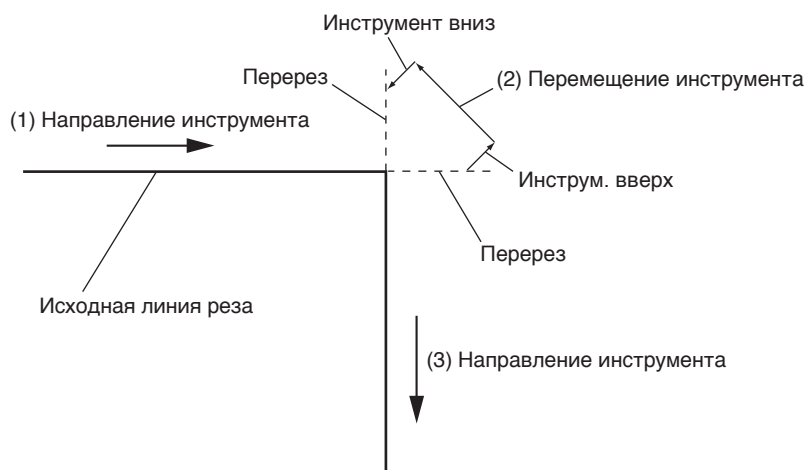 Инструмент вниз
Перерез
(2) Перемещение инструмента
(1) Направление инструмента
Инструм. вверх
Перерез
Исходная линия реза
(3) Направление инструмента